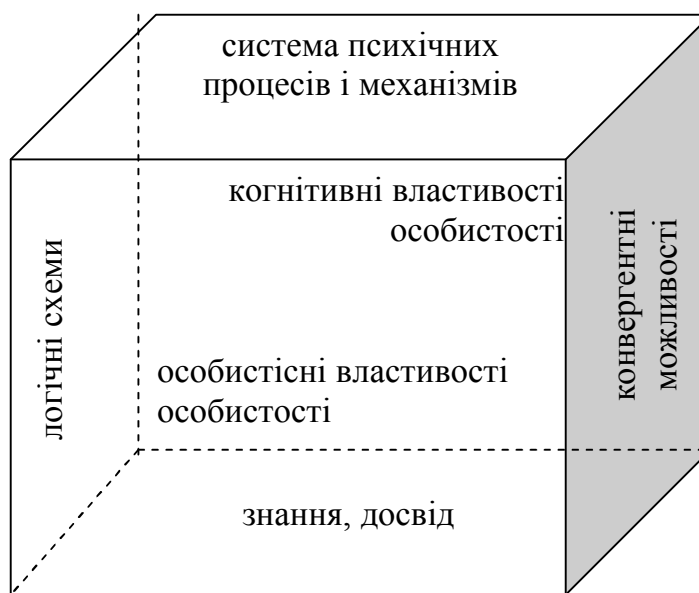 система психічних
процесів і механізмів
когнітивні властивості
особистості
логічні схеми
конвергентні
можливості
особистісні властивості
особистості
знання, досвід